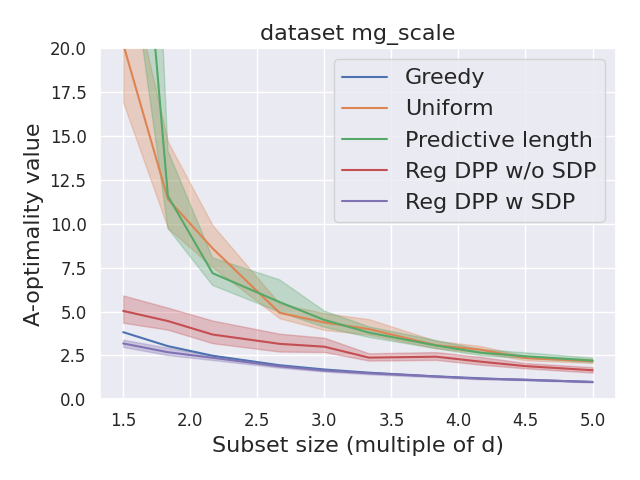 dataset mg_scale
A-optimality value
20.0
17.5
15.0
12.5
10.0
7.5
5.0
2.5
0.0
Greedy
Uniform
Predictive length
Reg DPP w/o SDP
Reg DPP w SDP
1.5 2.0 2.5 3.0 3.5 4.0 4.5 5.0
Subset size (multiple of d)